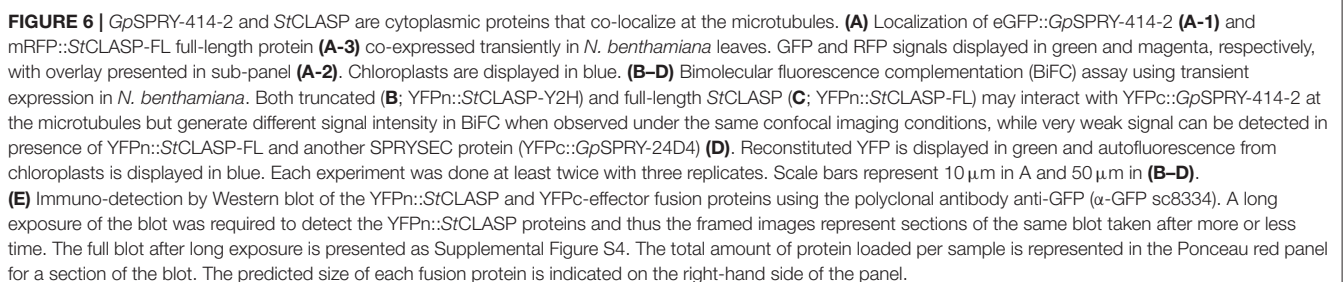 FIGURE 6 | GpSPRY-414-2 and StCLASP are cytoplasmic proteins that co-localize at the microtubules. (A) Localization of eGFP::GpSPRY-414-2 (A-1) and
mRFP::StCLASP-FL full-length protein (A-3) co-expressed transiently in N. benthamiana leaves. GFP and RFP signals displayed in green and magenta, respectively,
with overlay presented in sub-panel (A-2). Chloroplasts are displayed in blue. (B–D) Bimolecular fluorescence complementation (BiFC) assay using transient
expression in N. benthamiana. Both truncated (B; YFPn::StCLASP-Y2H) and full-length StCLASP (C; YFPn::StCLASP-FL) may interact with YFPc::GpSPRY-414-2 at
the microtubules but generate different signal intensity in BiFC when observed under the same confocal imaging conditions, while very weak signal can be detected in
presence of YFPn::StCLASP-FL and another SPRYSEC protein (YFPc::GpSPRY-24D4) (D). Reconstituted YFP is displayed in green and autofluorescence from
chloroplasts is displayed in blue. Each experiment was done at least twice with three replicates. Scale bars represent 10 μm in A and 50 μm in (B–D).
(E) Immuno-detection by Western blot of the YFPn::StCLASP and YFPc-effector fusion proteins using the polyclonal antibody anti-GFP (α-GFP sc8334). A long
exposure of the blot was required to detect the YFPn::StCLASP proteins and thus the framed images represent sections of the same blot taken after more or less
time. The full blot after long exposure is presented as Supplemental Figure S4. The total amount of protein loaded per sample is represented in the Ponceau red panel
for a section of the blot. The predicted size of each fusion protein is indicated on the right-hand side of the panel.